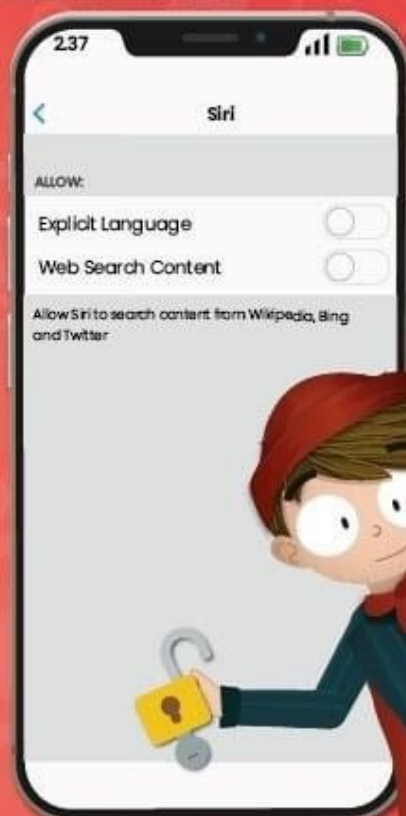 2.37
Siri
ALLOW:
Explicit Language
Web Search Content
Allow Siri to search content from Wikipedia, Bing
and Twitter